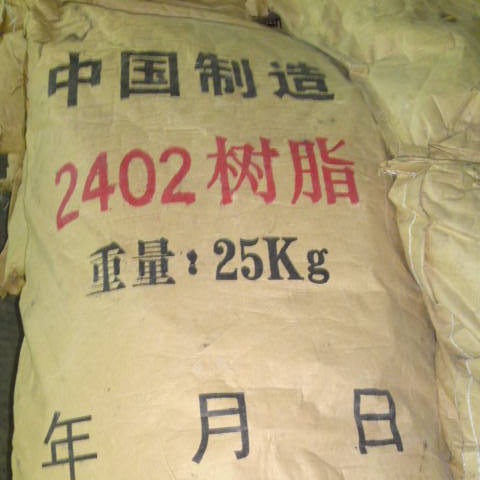 中国制造
2402树脂
重量：25Kg
年 月 日